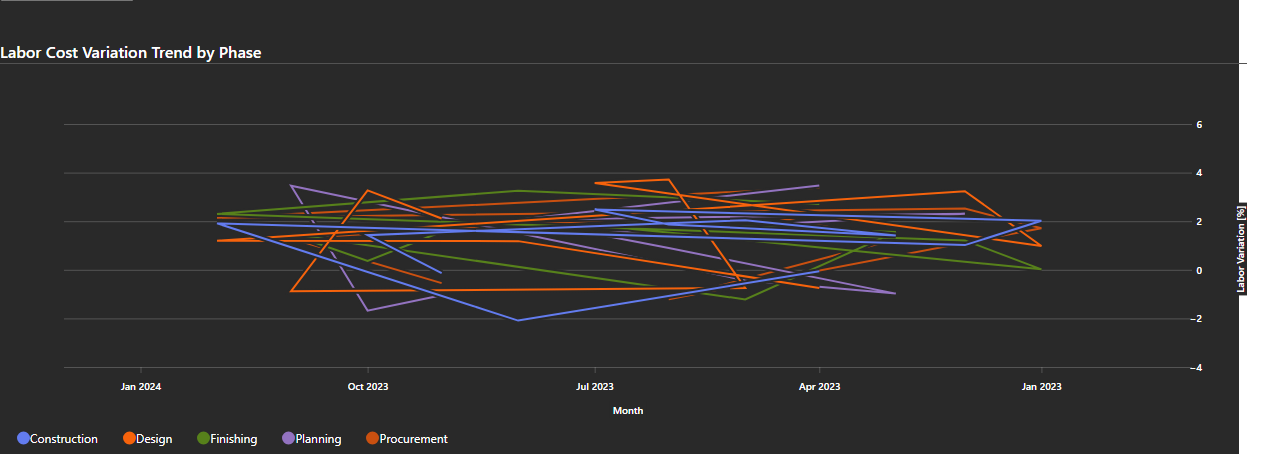 Labor Cost Variation Trend by Phase
6
4
2
0
−2
−4
Labor Variation [%]
Jan 2024 Oct 2023 Jul 2023 Apr 2023 Jan 2023
Month
Construction Design Finishing Planning Procurement